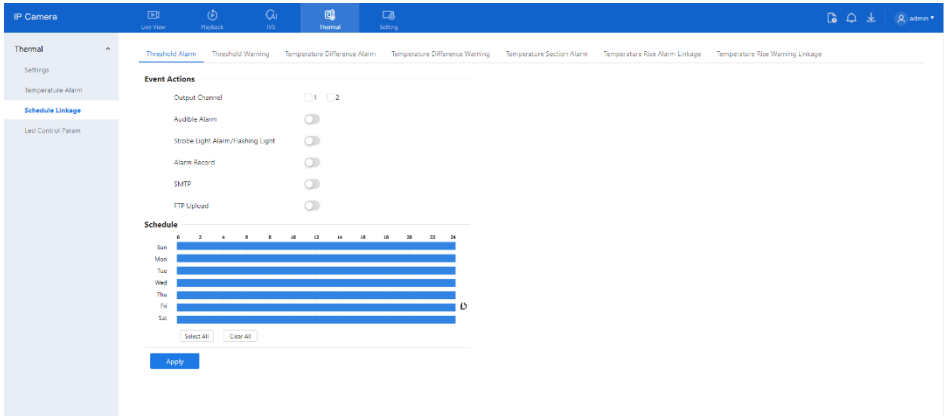 IP Camera
Live View Playback IVS Thermal Setting admin
Thermal
Settings
Temperature Alarm
Schedule Linkage
Led Control Param
Threshold Alarm Threshold Warning Temperature Difference Alarm Temperature Difference Warning Temperature Section Alarm Temperature Rise Alarm Linkage Temperature Rise Warning Linkage
Event Actions
Output Channel 1 2
Audible Alarm
Strobe Light Alarm/Flashing Light
Alarm Record
SMTP
FTP Upload
Schedule
0 2 4 6 8 10 12 14 16 18 20 22 24
Sun
Mon
Tue
Wed
Thu
Fri
Sat
Select All Clear All
Apply